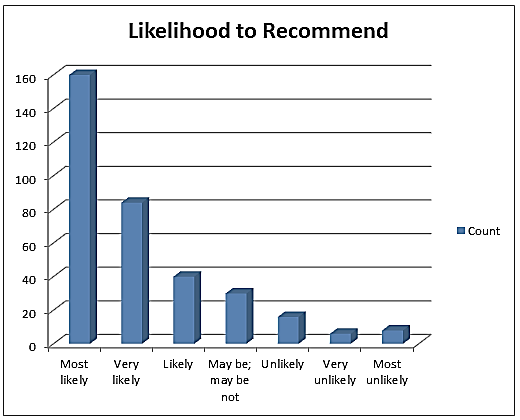 Likelihood to Recommend
160
140
120
100
80
60
40
20
0
Most likely
Very likely
Likely
May be; may be not
Unlikely
Very unlikely
Most unlikely
Count